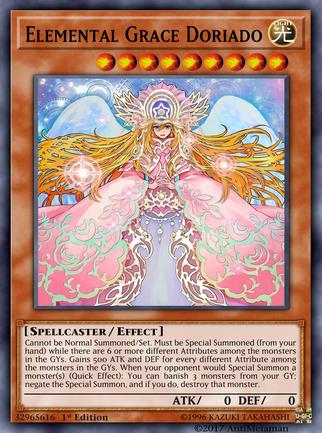 Elemental Grace Doriado
LIGHT
光
[Spellcaster / Effect]
Cannot be Normal Summoned/Set. Must be Special Summoned (from your
hand) while there are 6 or more different Attributes among the monsters
in the GYs. Gains 500 ATK and DEF for every Attribute among
the monsters in the GYs. When your opponent would Special Summon a
monster(s) (Quick Effect): You can banish 3 monsters from your GY;
negate the Special Summon, and if you do, destroy that monster.
ATK/ 0 DEF/ 0
32965616 1st Edition ©1996 KAZUKI TAKAHASHI
©2017 AntiMetaman